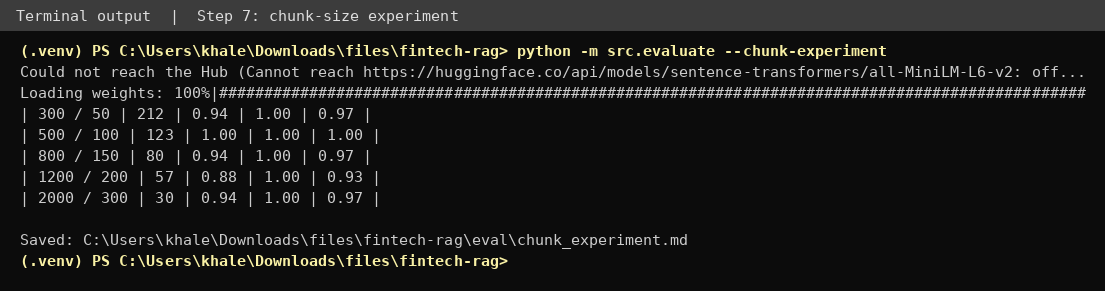 Terminal output | Step 7: chunk-size experiment
(.venv) PS C:\Users\khale\Downloads\files\fintech-rag> python -m src.evaluate --chunk-experiment
Could not reach the Hub (Cannot reach https://huggingface.co/api/models/sentence-transformers/all-MiniLM-L6-v2: off...
Loading weights: 100%|################################################################################################
| 300 / 50 | 212 | 0.94 | 1.00 | 0.97 |
| 500 / 100 | 123 | 1.00 | 1.00 | 1.00 |
| 800 / 150 | 80 | 0.94 | 1.00 | 0.97 |
| 1200 / 200 | 57 | 0.88 | 1.00 | 0.93 |
| 2000 / 300 | 30 | 0.94 | 1.00 | 0.97 |
Saved: C:\Users\khale\Downloads\files\fintech-rag\eval\chunk_experiment.md
(.venv) PS C:\Users\khale\Downloads\files\fintech-rag>